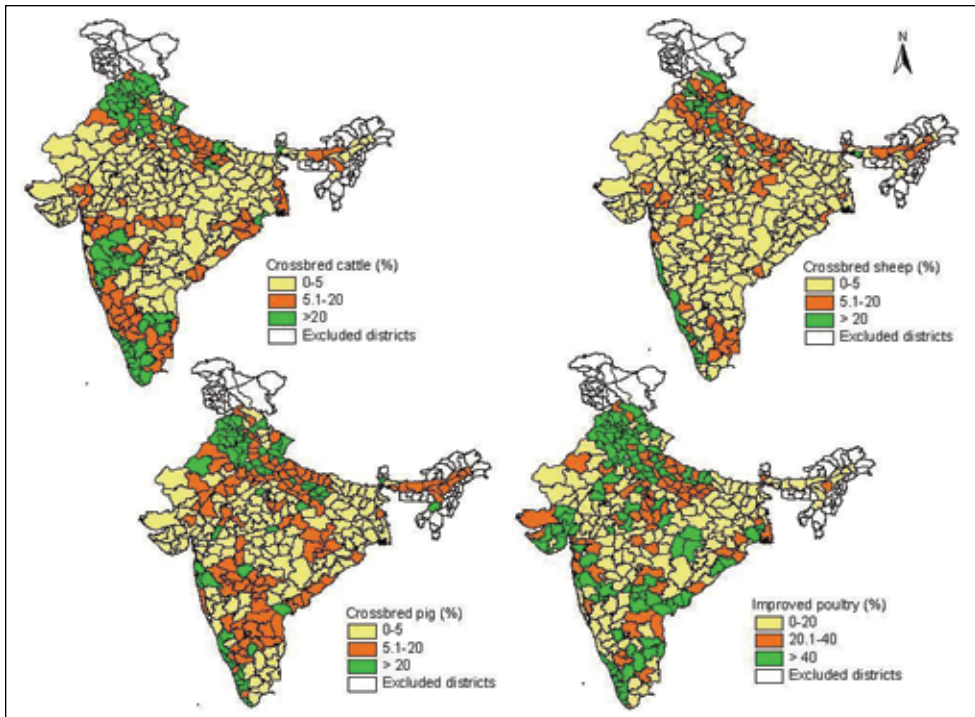 N
Crossbred cattle (%)
0-5
5.1-20
>20
Excluded districts
Crossbred sheep (%)
0-5
5.1-20
> 20
Excluded districts
Crossbred pig (%)
0-5
5.1-20
> 20
Excluded districts
Improved poultry (%)
0-20
20.1-40
> 40
Excluded districts